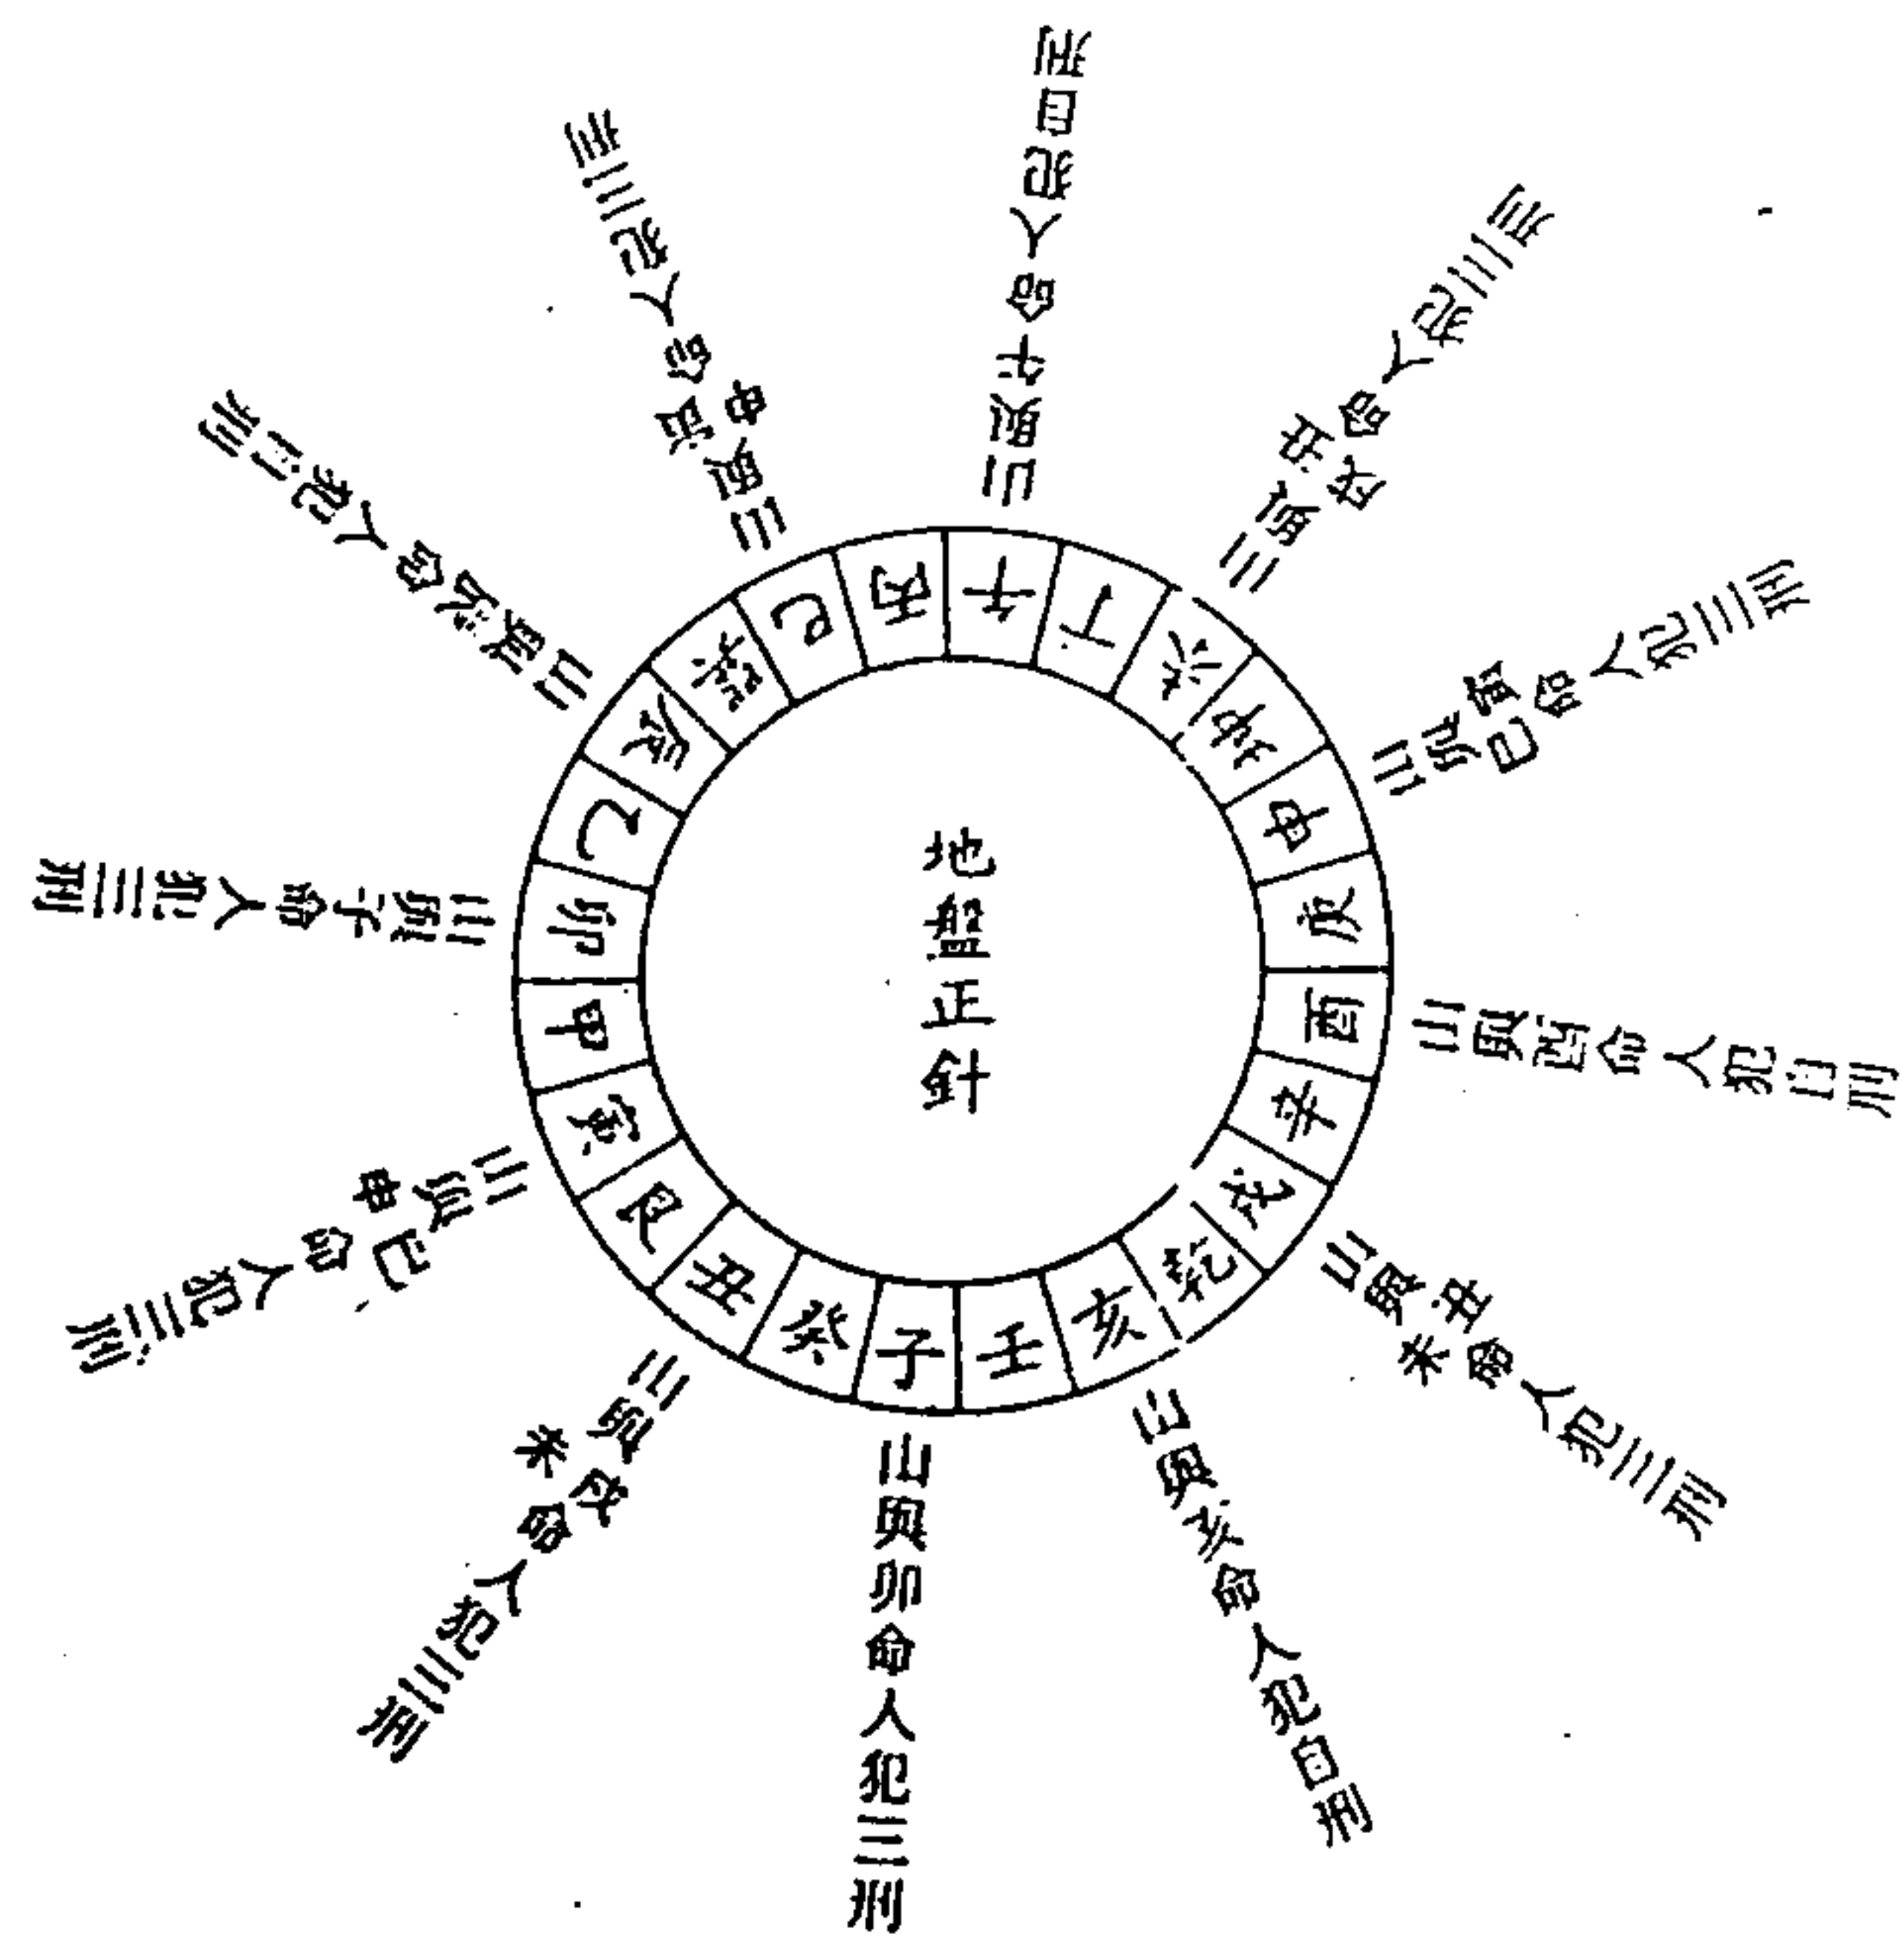 地盤正針
子
癸
丑
艮
寅
甲
卯
乙
辰
巽
巳
丙
午
丁
未
坤
申
庚
酉
辛
戌
乾
亥
壬
山與卯命人犯三刑
山與未戌命人犯三刑
山與申巳命人犯三刑
山與子命人犯三刑
山與辰命人犯三刑
山與申寅命人犯三刑
山與午命人犯自刑
山與丑戌命人犯三刑
山與巳寅命人犯三刑
山與酉命人犯自刑
山與丑未命人犯三刑
山與亥命人犯自刑